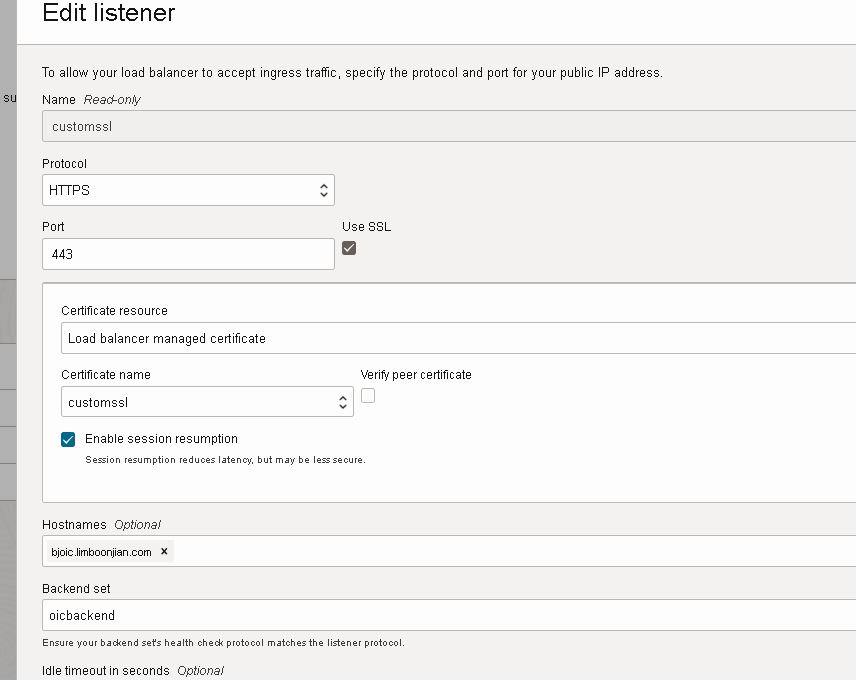 Edit listener
To allow your load balancer to accept ingress traffic, specify the protocol and port for your public IP address.
su
Name Read-only
customssl
Protocol
HTTPS
Port
Use SSL
443
Certificate resource
Load balancer managed certificate
Certificate name
Verify peer certificate
customssl
Enable session resumption
Session resumption reduces latency, but may be less secure.
Hostnames Optional
bjoic.limboonjian.com ×
Backend set
oicbackend
Ensure your backend set's health check protocol matches the listener protocol.
Idle timeout in seconds Optional